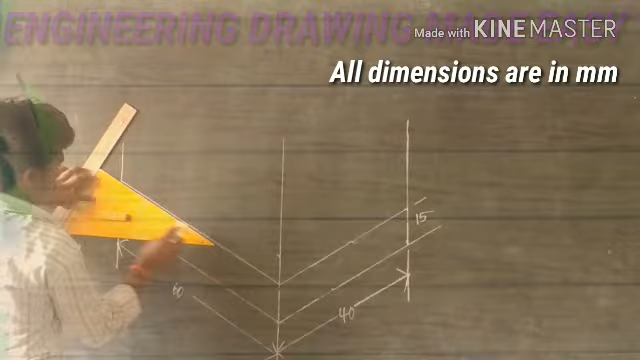 ENGINEERING DRAWING MADE EASY
Made with KINEMASTER
All dimensions are in mm
15
60
40